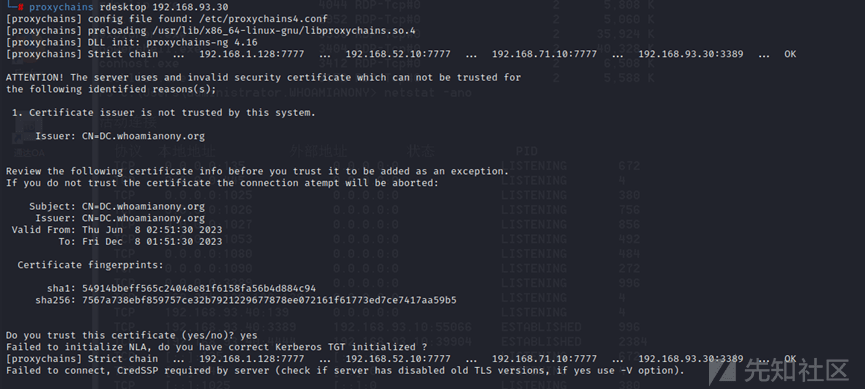 proxychains rdesktop 192.168.93.30
[proxychains] config file found: /etc/proxychains4.conf
[proxychains] preloading /usr/lib/x86_64-linux-gnu/libproxychains.so.4
[proxychains] DLL init: proxychains-ng 4.16
[proxychains] Strict chain ... 192.168.1.128:7777 ... 192.168.52.10:7777 ... 192.168.71.10:7777 ... 192.168.93.30:3389 ... OK
ATTENTION! The server uses and invalid security certificate which can not be trusted for
the following identified reasons(s);
1. Certificate issuer is not trusted by this system.
Issuer: CN=DC.whoamianony.org
Review the following certificate info before you trust it to be added as an exception.
If you do not trust the certificate the connection atempt will be aborted:
Subject: CN=DC.whoamianony.org
Issuer: CN=DC.whoamianony.org
Valid From: Thu Jun 8 02:51:30 2023
To: Fri Dec 8 01:51:30 2023
Certificate fingerprints:
sha1: 54914bbeff565c24048e81f6158fa56b4d884c94
sha256: 7567a738ebf859757ce32b7921229677878ee072161f61773ed7ce7417aa59b5
Do you trust this certificate (yes/no)? yes
Failed to initialize NLA, do you have correct Kerberos TGT initialized ?
[proxychains] Strict chain ... 192.168.1.128:7777 ... 192.168.52.10:7777 ... 192.168.71.10:7777 ... 192.168.93.30:3389 ... OK
Failed to connect, CredSSP required by server (check if server has disabled old TLS versions, if yes use -V option).
先知社区